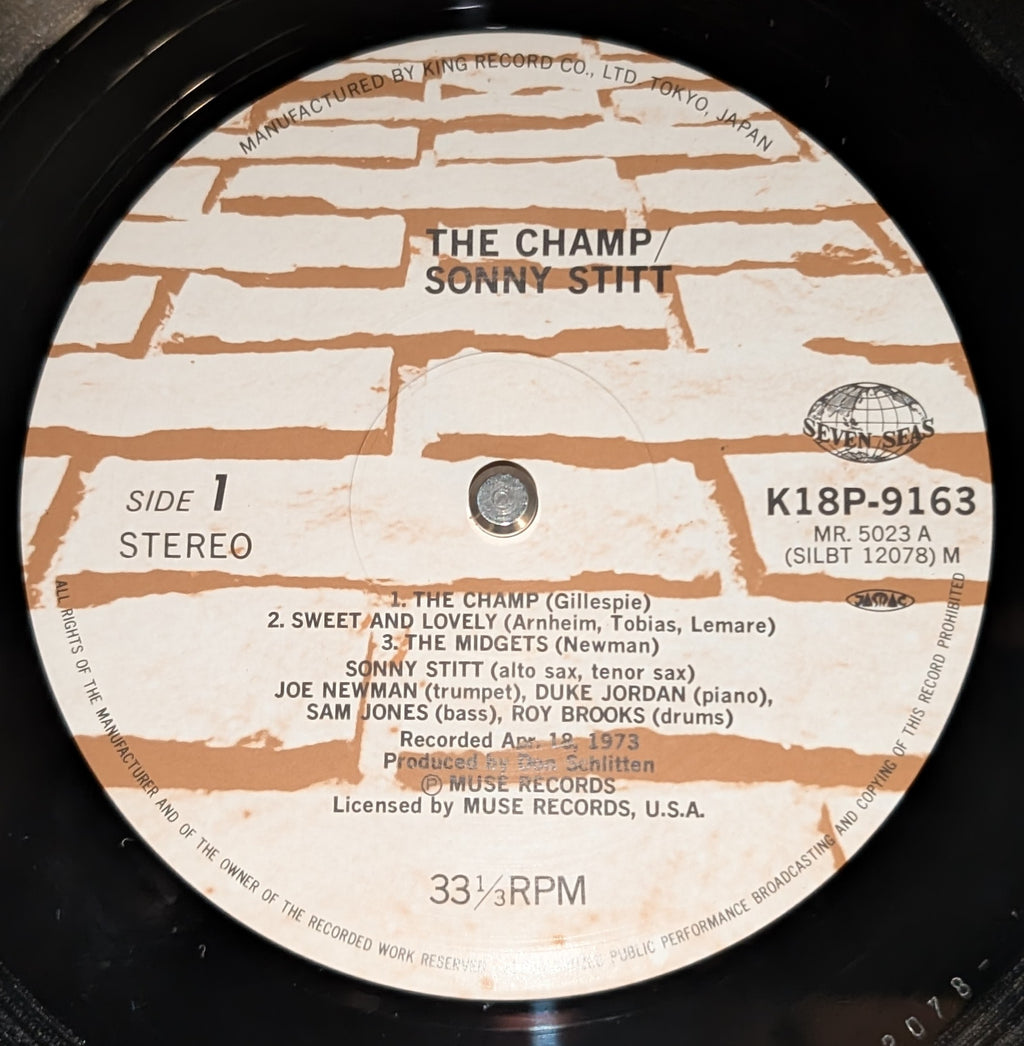 MANUFACTURED BY KING RECORD CO., LTD. TOKYO, JAPAN
THE CHAMP/
SONNY STITT
SEVEN SEAS
SIDE 1
STEREO
K18P-9163
MR. 5023 A
(SILBT 12078) M
JASRAC
1. THE CHAMP (Gillespie)
2. SWEET AND LOVELY (Arnheim, Tobias, Lemare)
3. THE MIDGETS (Newman)
SONNY STITT (alto sax, tenor sax)
JOE NEWMAN (trumpet), DUKE JORDAN (piano),
SAM JONES (bass), ROY BROOKS (drums)
Recorded Apr. 18, 1973
Produced by Don Schlitten
Ⓟ MUSE RECORDS
Licensed by MUSE RECORDS, U.S.A.
33⅓RPM
ALL RIGHTS OF THE MANUFACTURER AND OF THE OWNER OF THE RECORDED WORK RESERVED PUBLIC PERFORMANCE BROADCASTING AND COPYING OF THIS RECORD PROHIBITED
2078-